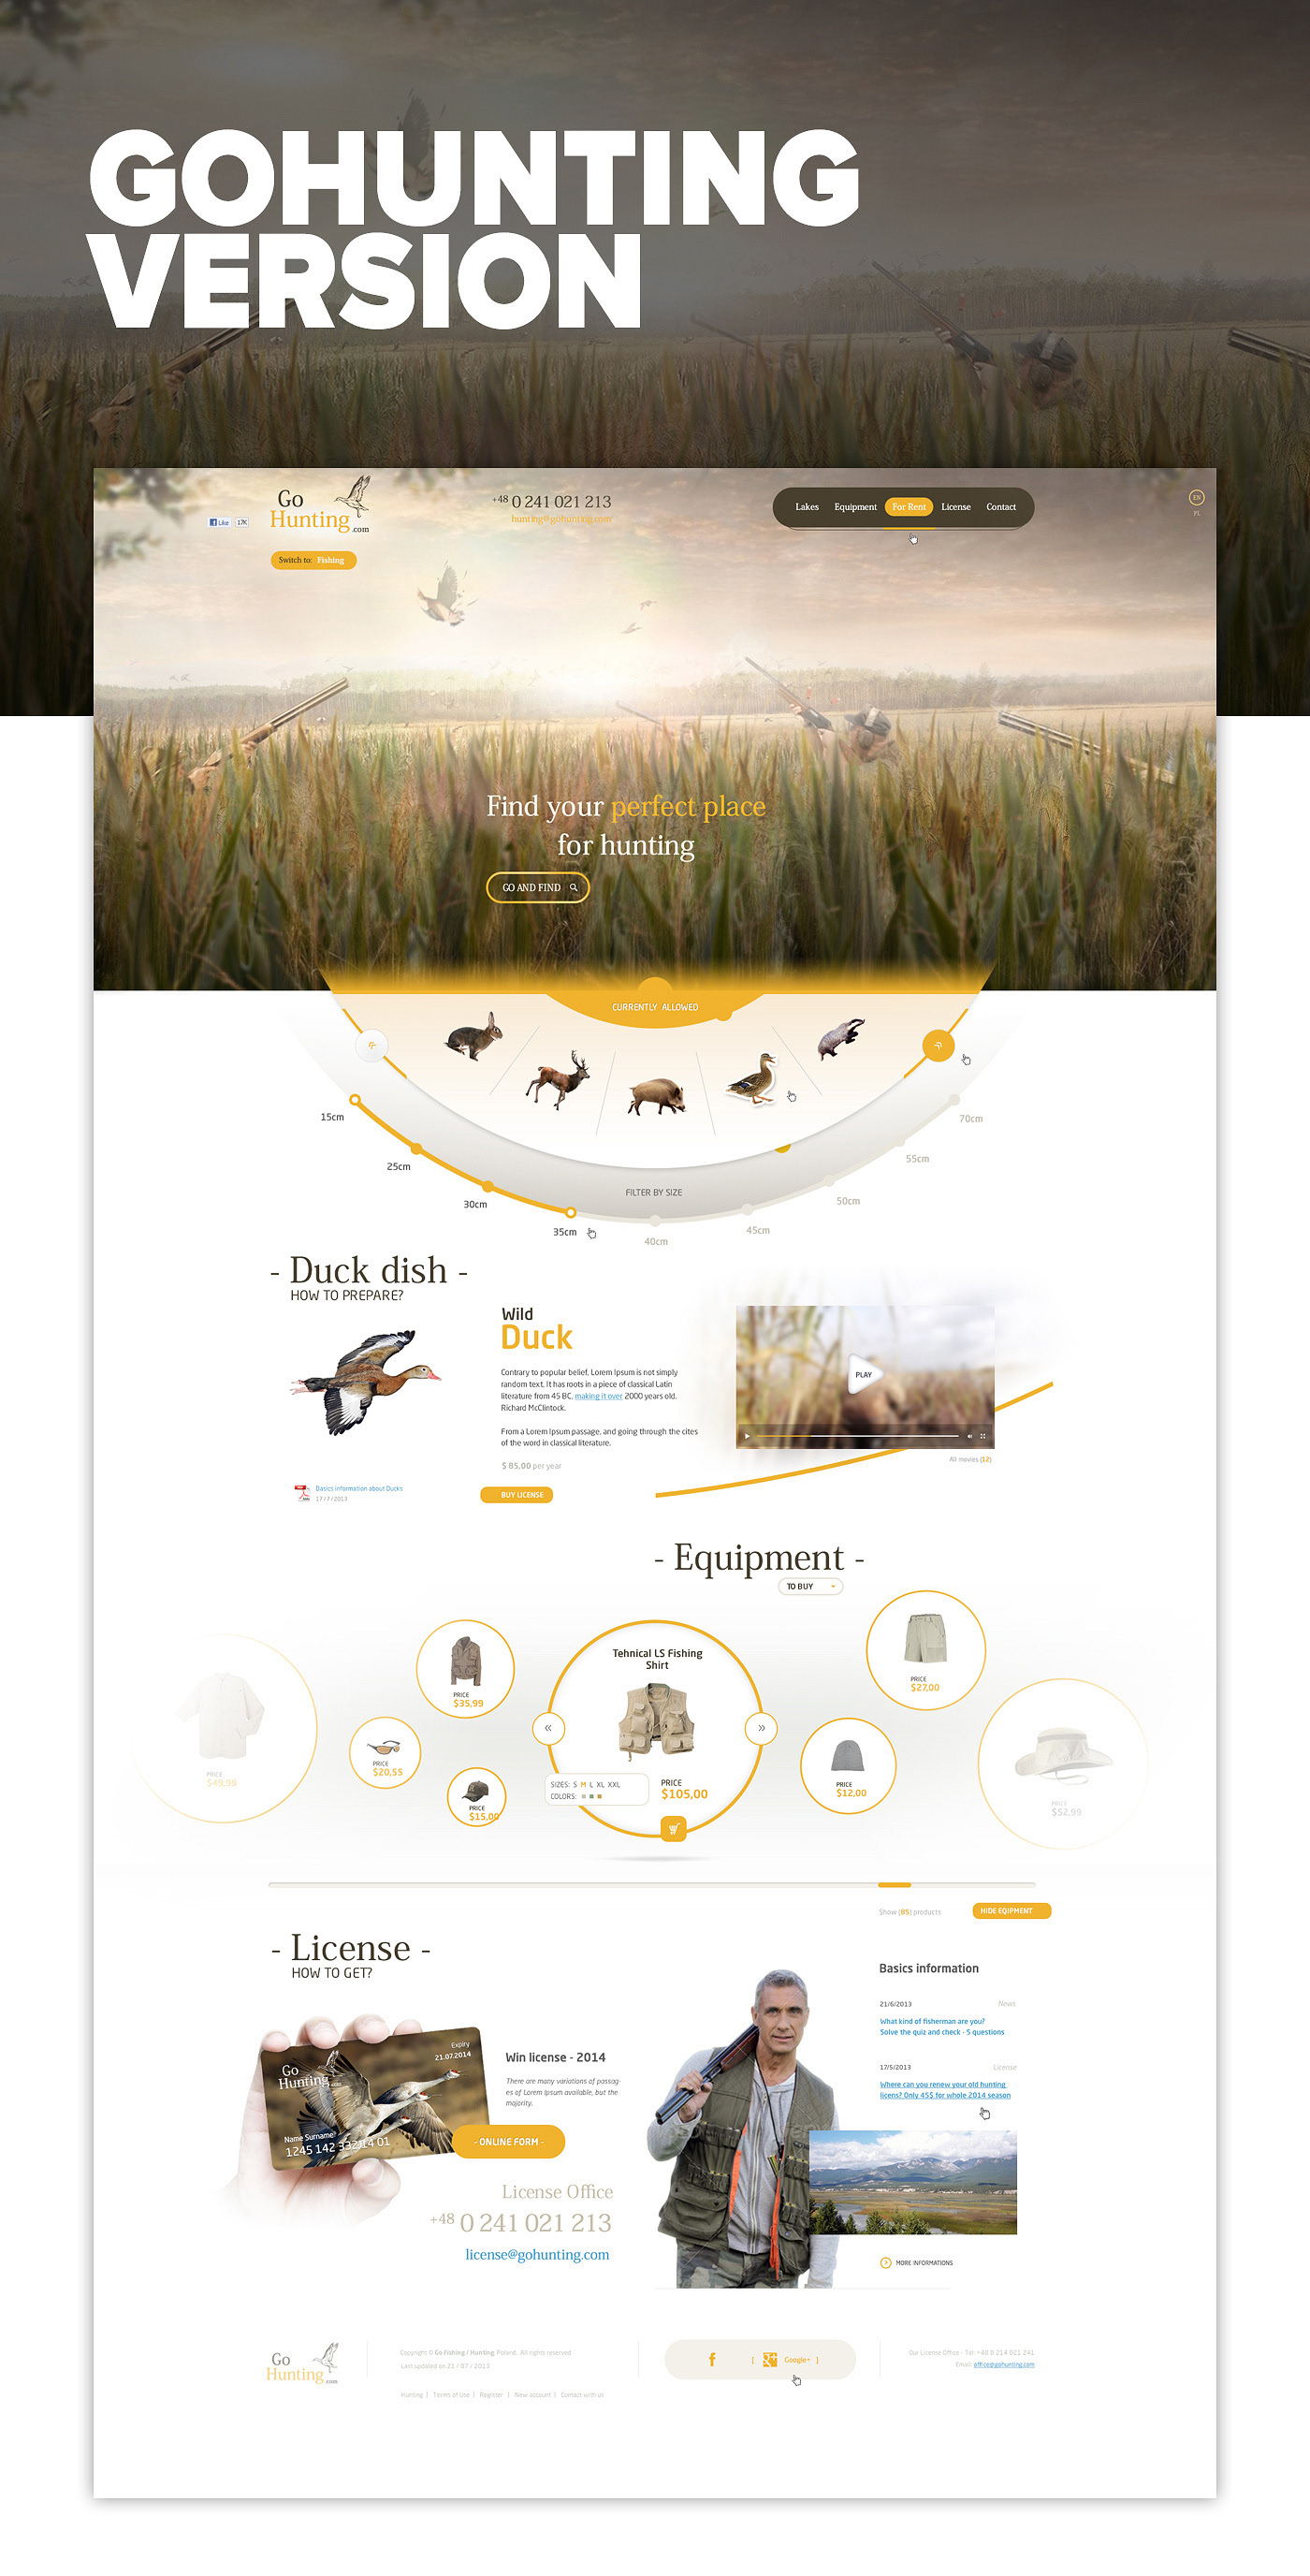 GOHUNTING
VERSION
Go
Hunting
.com
Like 17K
+48 0 241 021 213
hunting@gohunting.com
Lakes Equipment For Rent License Contact
EN
PL
Switch to: Fishing
Find your perfect place
for hunting
GO AND FIND
CURRENTLY ALLOWED
15cm
25cm
30cm
35cm
40cm
45cm
50cm
55cm
70cm
FILTER BY SIZE
- Duck dish -
HOW TO PREPARE?
Wild
Duck
Contrary to popular belief, Lorem Ipsum is not simply
random text. It has roots in a piece of classical Latin
literature from 45 BC, making it over 2000 years old.
Richard McClintock.
From a Lorem Ipsum passage, and going through the cites
of the word in classical literature.
$ 85,00 per year
BUY LICENSE
Basics information about Ducks
17/7/2013
PLAY
All movies (12)
- Equipment -
TO BUY
PRICE
$49,99
PRICE
$35,99
PRICE
$20,55
PRICE
$15,00
Tehnical LS Fishing
Shirt
SIZES: S M L XL XXL
COLORS:
PRICE
$105,00
PRICE
$27,00
PRICE
$12,00
PRICE
$52,99
Show (85) products
HIDE EQIPMENT
- License -
HOW TO GET?
Go
Hunting
Expiry
21.07.2014
Name Surname?
1245 142 332214 01
Win license - 2014
There are many variations of passag-
es of Lorem Ipsum available, but the
majority.
- ONLINE FORM -
License Office
+48 0 241 021 213
license@gohunting.com
Basics information
21/6/2013 News
What kind of fisherman are you?
Solve the quiz and check - 5 questions
17/5/2013 License
Where can you renew your old hunting
licens? Only 45$ for whole 2014 season
MORE INFORMATIONS
Go
Hunting
.com
Copyright © Go Fishing / Hunting, Poland. All rights reserved
Last updated on 21 / 07 / 2013
Hunting | Terms of Use | Register | New account | Contact with us
f [ Google+ ]
Our License Office - Tel: +48 0 214 021 241
Email: office@gohunting.com